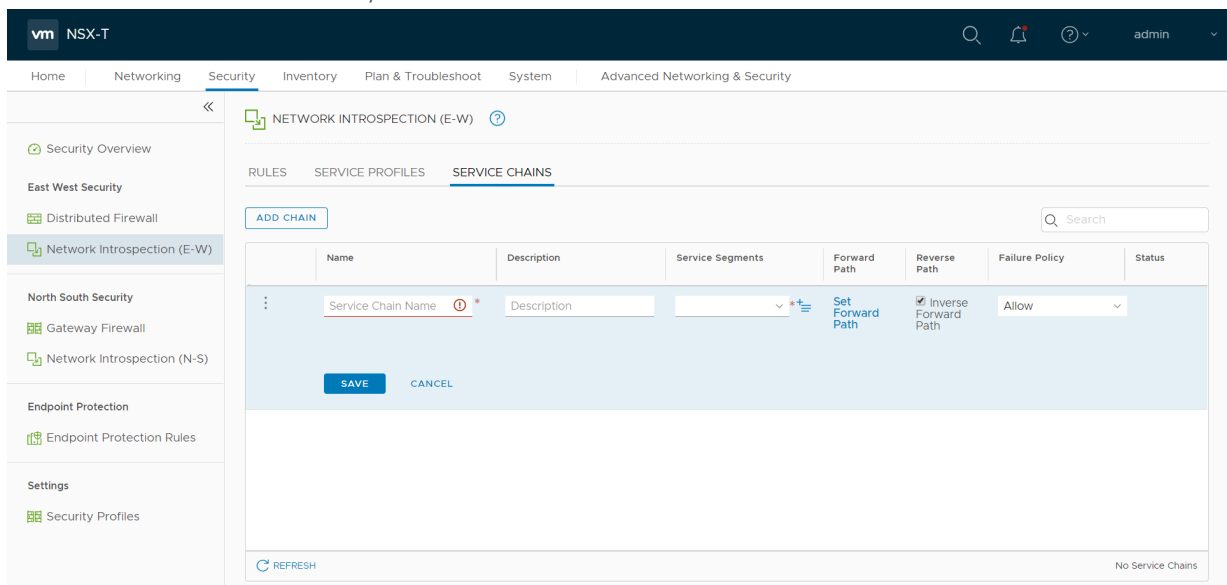 vm NSX-T admin
Home Networking Security Inventory Plan & Troubleshoot System Advanced Networking & Security
NETWORK INTROSPECTION (E-W)
Security Overview
East West Security
Distributed Firewall
Network Introspection (E-W)
North South Security
Gateway Firewall
Network Introspection (N-S)
Endpoint Protection
Endpoint Protection Rules
Settings
Security Profiles
RULES SERVICE PROFILES SERVICE CHAINS
ADD CHAIN Search
Name Description Service Segments Forward Path Reverse Path Failure Policy Status
Service Chain Name * Description * Set Forward Path Inverse Forward Path Allow
SAVE CANCEL
REFRESH No Service Chains